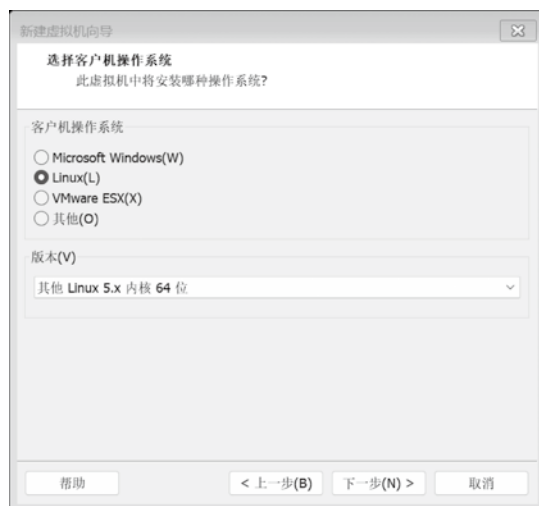 新建虚拟机向导
选择客户机操作系统
此虚拟机中将安装哪种操作系统?
客户机操作系统
Microsoft Windows(W)
Linux(L)
VMware ESX(X)
其他(O)
版本(V)
其他 Linux 5.x 内核 64 位
帮助
< 上一步(B)
下一步(N) >
取消